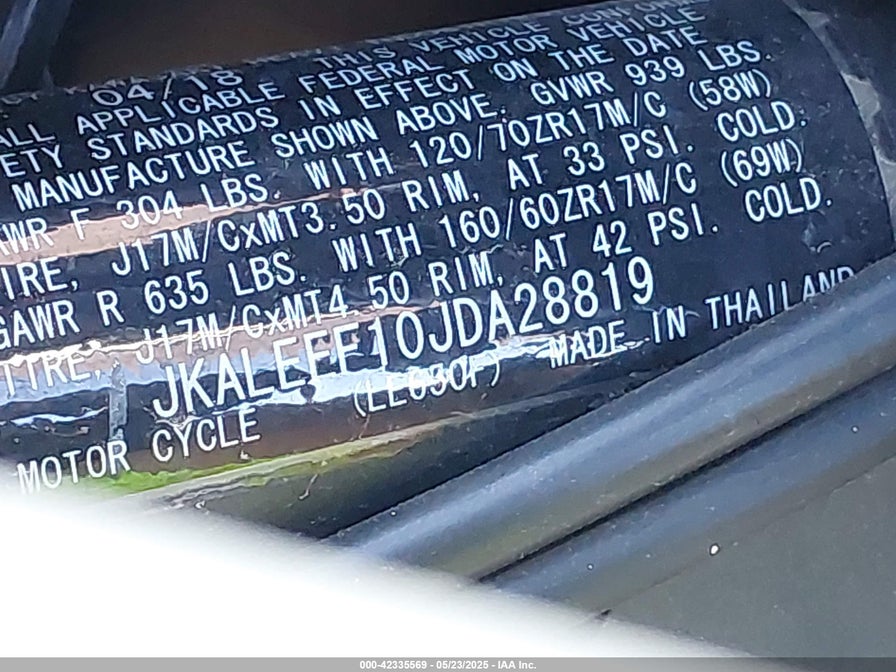 04/18 THIS VEHICLE
ALL APPLICABLE FEDERAL MOTOR VEHICLE
ETY STANDARDS IN EFFECT ON THE DATE
MANUFACTURE SHOWN ABOVE. GVWR 939 LBS.
AWR F 304 LBS. WITH 120/70ZR17M/C (58W)
IRE, J17M/CxMT3.50 RIM, AT 33 PSI. COLD.
GAWR R 635 LBS. WITH 160/60ZR17M/C (69W)
TIRE, J17M/CxMT4.50 RIM, AT 42 PSI. COLD.
JKALEFE10JDA28819
MOTOR CYCLE (LE650F) MADE IN THAILAND
000-42335569 - 05/23/2025 - IAA Inc.